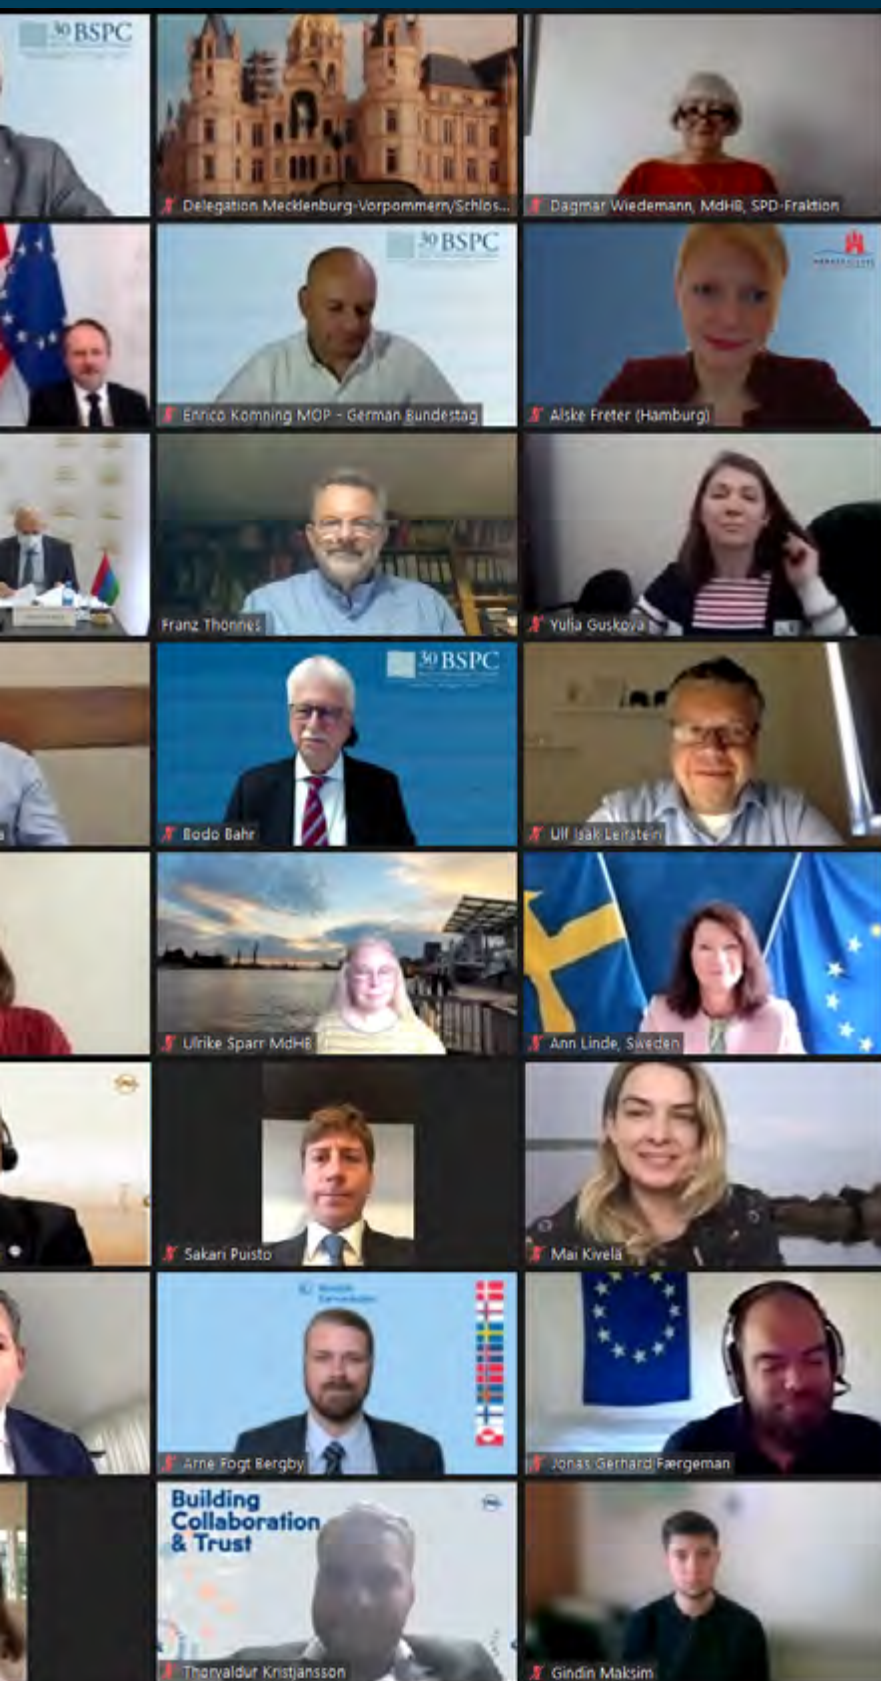 30 BSPC
Delegation Mecklenburg-Vorpommern/Schlos...
Dagmar Wiedemann, MdHB, SPD-Fraktion
30 BSPC
Enrico Komning MOP - German Bundestag
Alske Freter (Hamburg)
Franz Thönnes
Yulia Guskova
a
30 BSPC
Bodo Bahr
Ulf Isak Leirstein
Ulrike Sparr MdHB
Ann Linde, Sweden
Sakari Puisto
Mai Kivelä
Arne Fogt Bergby
Jonas Gerhard Færgeman
Building
Collaboration
& Trust
Thorvaldur Kristjansson
Gindin Maksim